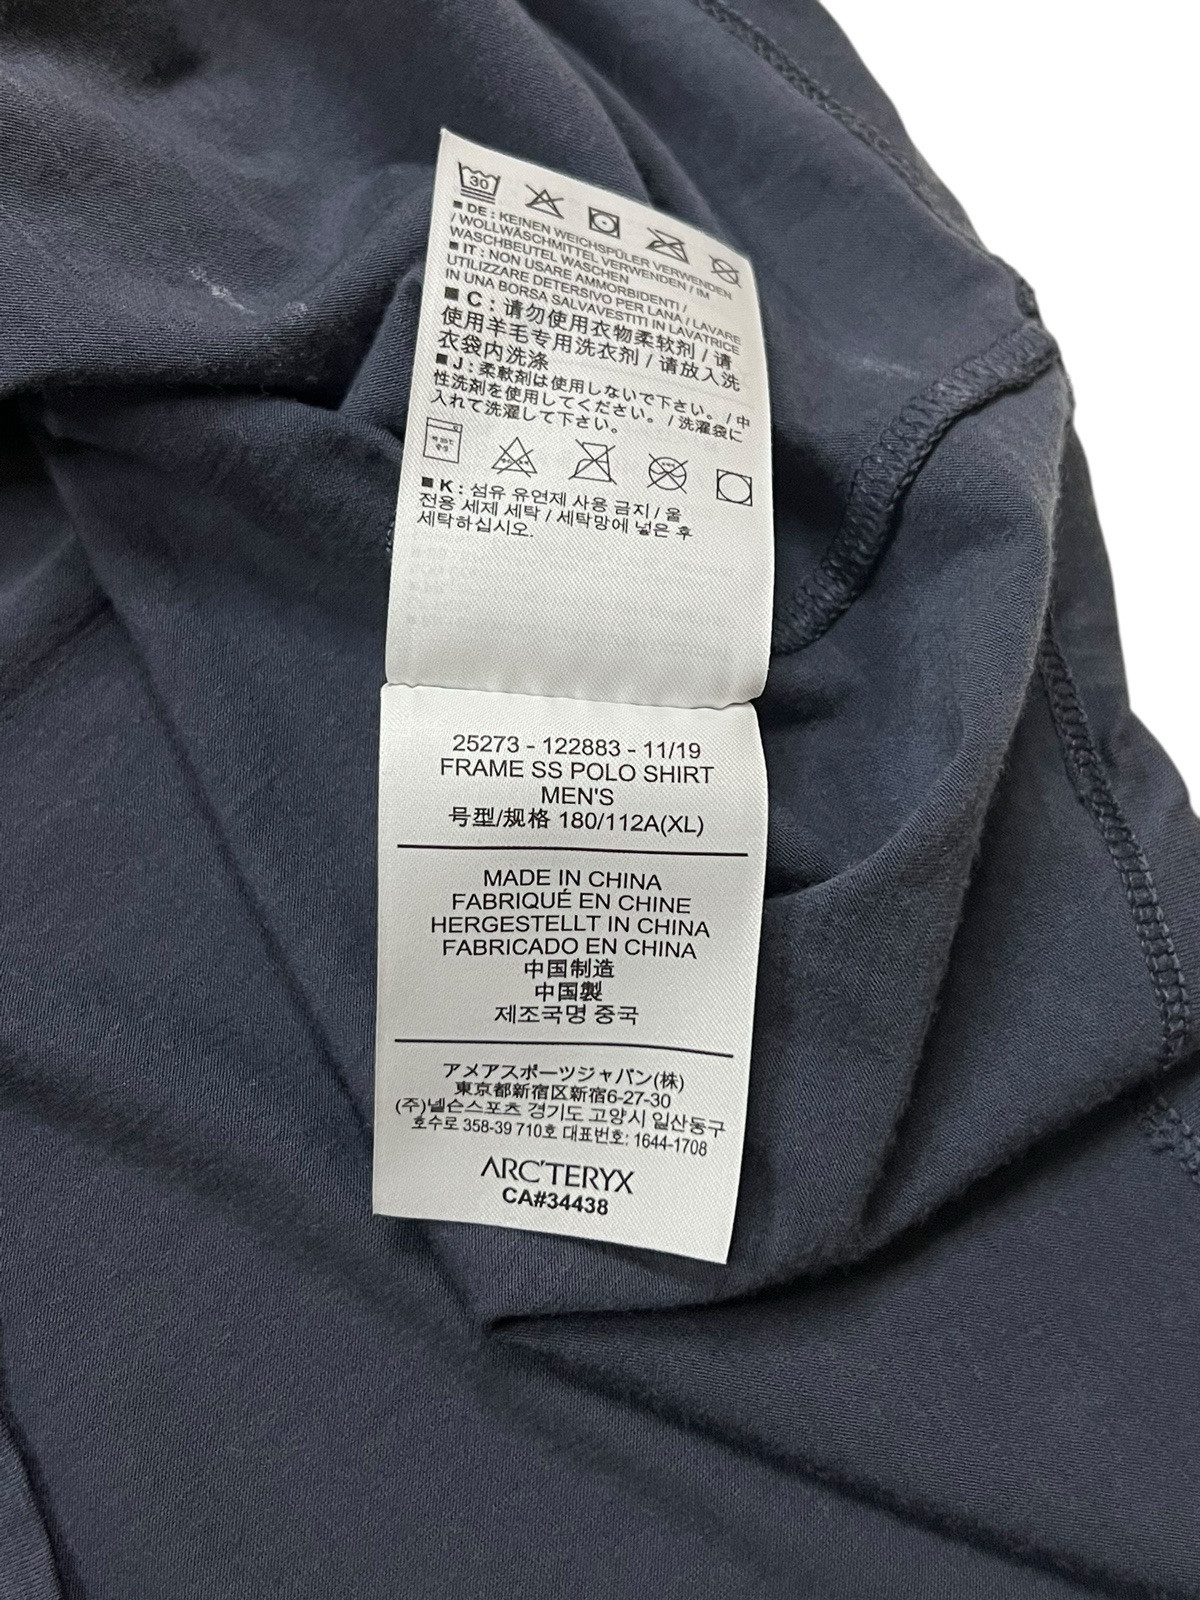 30
■ DE : KEINEN WEICHSPÜLER VERWENDEN
/ WOLLWÄSCHMITTEL VERWENDEN / IM
WASCHBEUTEL WASCHEN
■ IT : NON USARE AMMORBIDENTI /
UTILIZZARE DETERSIVO PER LANA / LAVARE
IN UNA BORSA SALVAVESTITI IN LAVATRICE
■ C : 请勿使用衣物柔软剂 / 请
使用羊毛专用洗衣剂 / 请放入洗
衣袋内洗涤
■ J : 柔軟剤は使用しないで下さい。 / 中
性洗剤を使用してください。 / 洗濯袋に
入れて洗濯して下さい。
■ K : 섬유 유연제 사용 금지 / 울
전용 세제 세탁 / 세탁망에 넣은 후
세탁하십시오.
25273 - 122883 - 11/19
FRAME SS POLO SHIRT
MEN'S
号型/规格 180/112A(XL)
MADE IN CHINA
FABRIQUÉ EN CHINE
HERGESTELLT IN CHINA
FABRICADO EN CHINA
中国制造
中国製
제조국명 중국
アメアスポーツジャパン(株)
東京都新宿区新宿6-27-30
(주)넬슨스포츠 경기도 고양시 일산동구
호수로 358-39 710호 대표번호: 1644-1708
ARC'TERYX
CA#34438